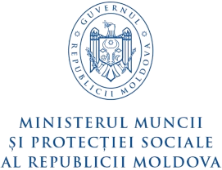 GUVERNUL
REPUBLICII MOLDOVA
MINISTERUL MUNCII
ȘI PROTECȚIEI SOCIALE
AL REPUBLICII MOLDOVA